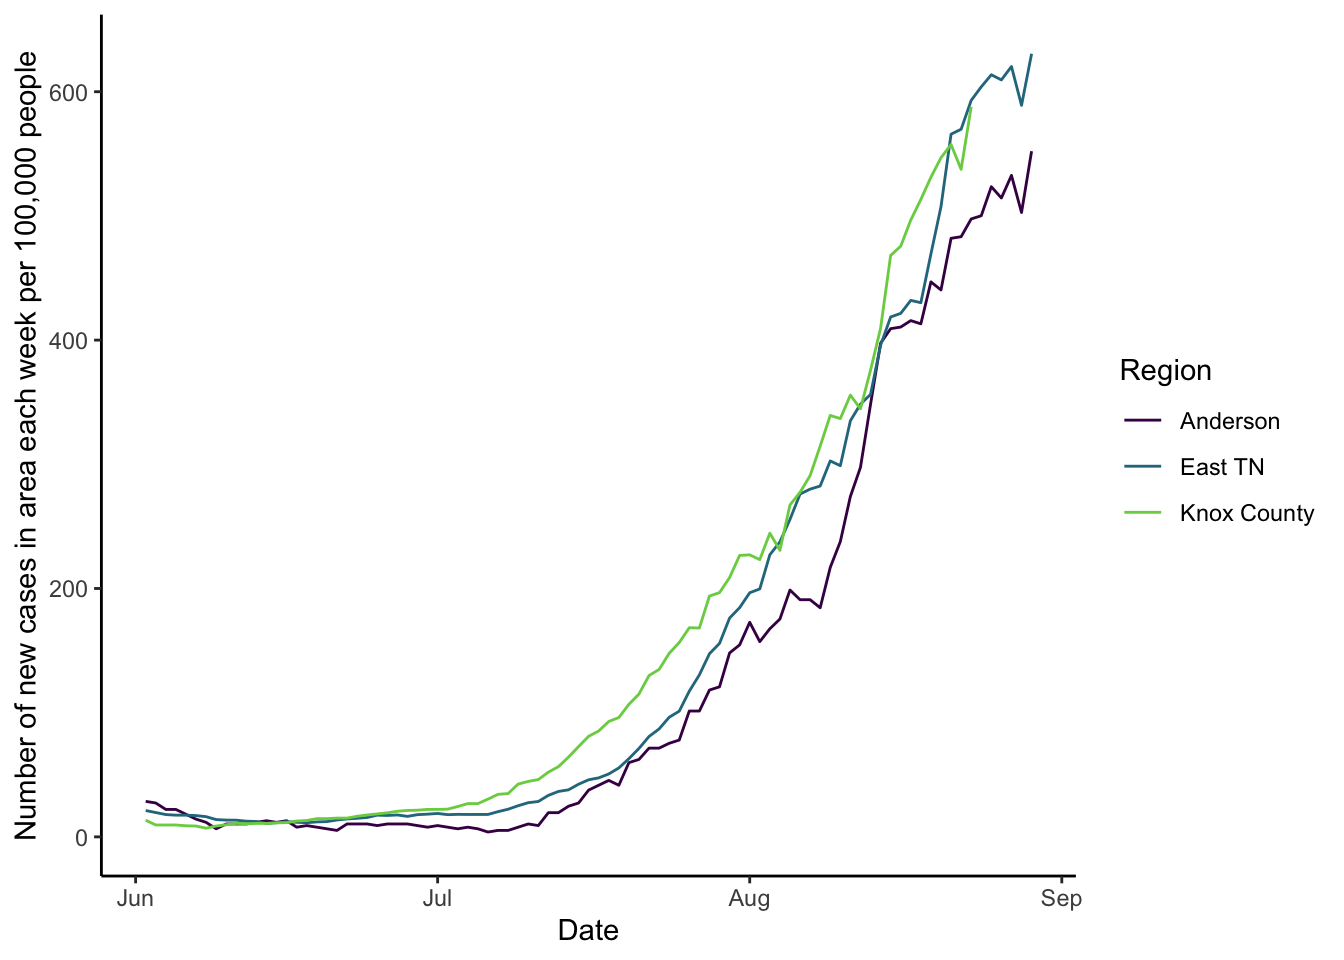 Number of new cases in area each week per 100,000 people
600
400
200
0
Jun
Jul
Aug
Sep
Date
Region
Anderson
East TN
Knox County